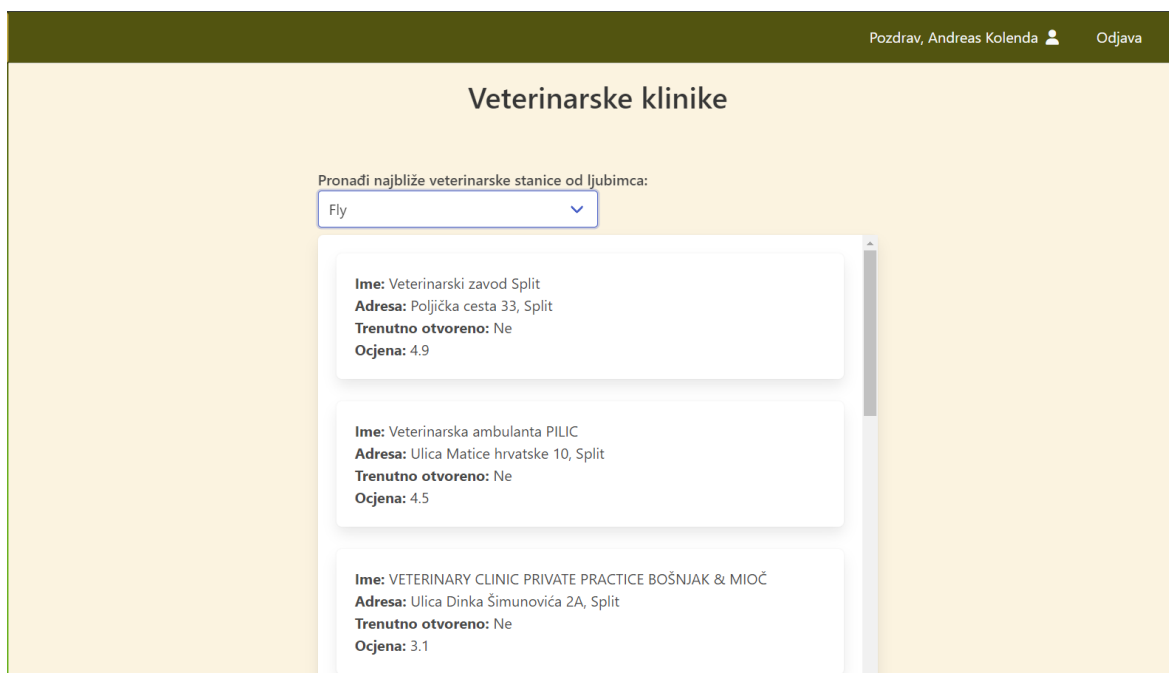 Pozdrav, Andreas Kolenda
Odjava
Veterinarske klinike
Pronađi najbliže veterinarske stanice od ljubimca:
Fly
Ime: Veterinarski zavod Split
Adresa: Poljička cesta 33, Split
Trenutno otvoreno: Ne
Ocjena: 4.9
Ime: Veterinarska ambulanta PILIC
Adresa: Ulica Matice hrvatske 10, Split
Trenutno otvoreno: Ne
Ocjena: 4.5
Ime: VETERINARY CLINIC PRIVATE PRACTICE BOŠNJAK & MIOČ
Adresa: Ulica Dinka Šimunovića 2A, Split
Trenutno otvoreno: Ne
Ocjena: 3.1